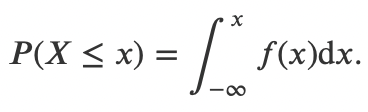 P(X ≤ x) = ∫_{-∞}^{x} f(x)dx.